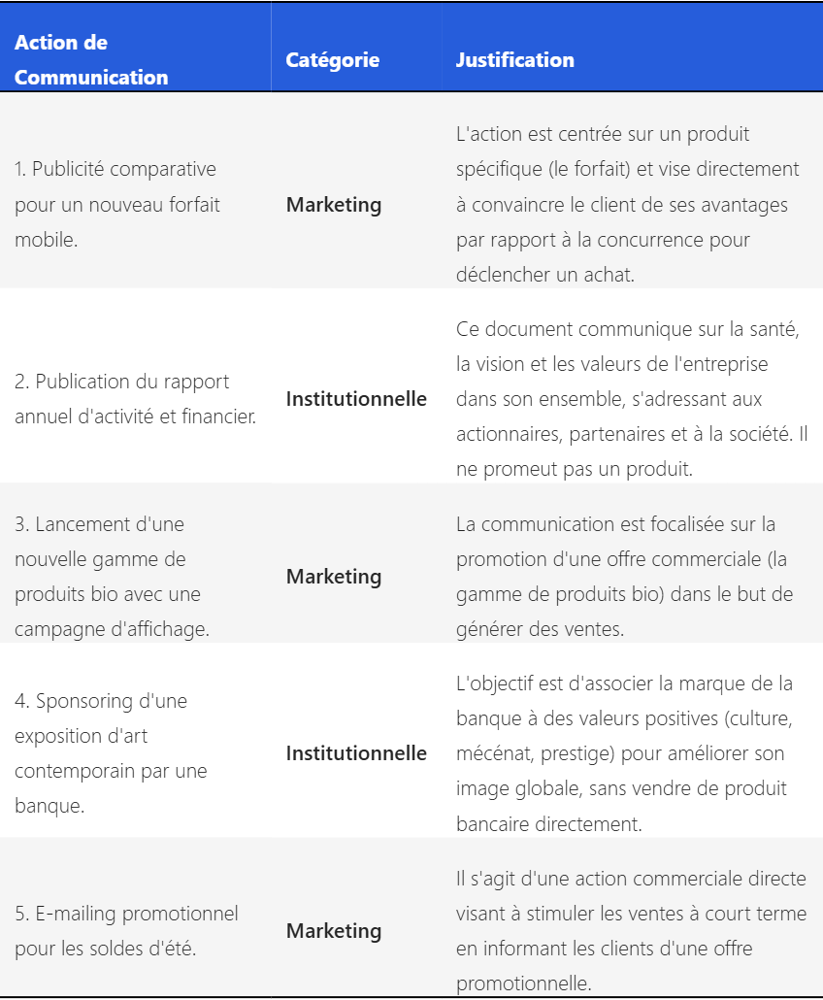 Action de
Communication
Catégorie
Justification
1. Publicité comparative
pour un nouveau forfait
mobile.
Marketing
L'action est centrée sur un produit
spécifique (le forfait) et vise directement
à convaincre le client de ses avantages
par rapport à la concurrence pour
déclencher un achat.
2. Publication du rapport
annuel d'activité et financier.
Institutionnelle
Ce document communique sur la santé,
la vision et les valeurs de l'entreprise
dans son ensemble, s'adressant aux
actionnaires, partenaires et à la société. Il
ne promeut pas un produit.
3. Lancement d'une
nouvelle gamme de
produits bio avec une
campagne d'affichage.
Marketing
La communication est focalisée sur la
promotion d'une offre commerciale (la
gamme de produits bio) dans le but de
générer des ventes.
4. Sponsoring d'une
exposition d'art
contemporain par une
banque.
Institutionnelle
L'objectif est d'associer la marque de la
banque à des valeurs positives (culture,
mécénat, prestige) pour améliorer son
image globale, sans vendre de produit
bancaire directement.
5. E-mailing promotionnel
pour les soldes d'été.
Marketing
Il s'agit d'une action commerciale directe
visant à stimuler les ventes à court terme
en informant les clients d'une offre
promotionnelle.